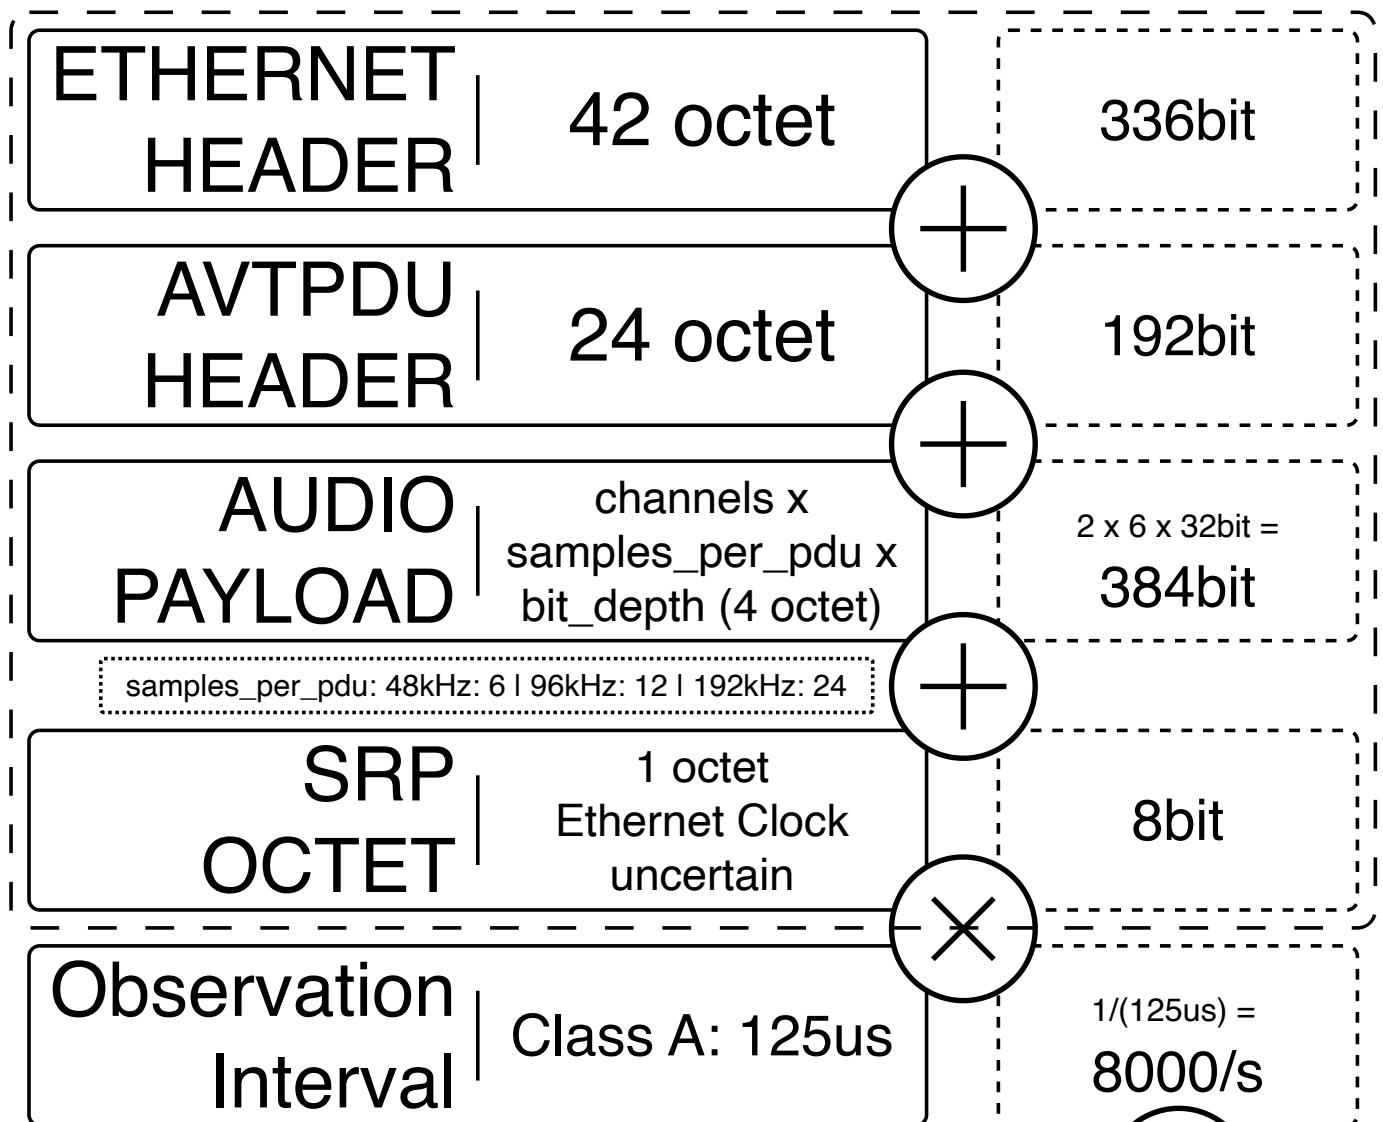 ETHERNET
HEADER
42 octet
336bit
AVTPDU
HEADER
24 octet
192bit
AUDIO
PAYLOAD
channels x
samples_per_pdu x
bit_depth (4 octet)
2 x 6 x 32bit =
384bit
samples_per_pdu: 48kHz: 6 | 96kHz: 12 | 192kHz: 24
SRP
OCTET
1 octet
Ethernet Clock
uncertain
8bit
Observation
Interval
Class A: 125us
1/(125us) =
8000/s